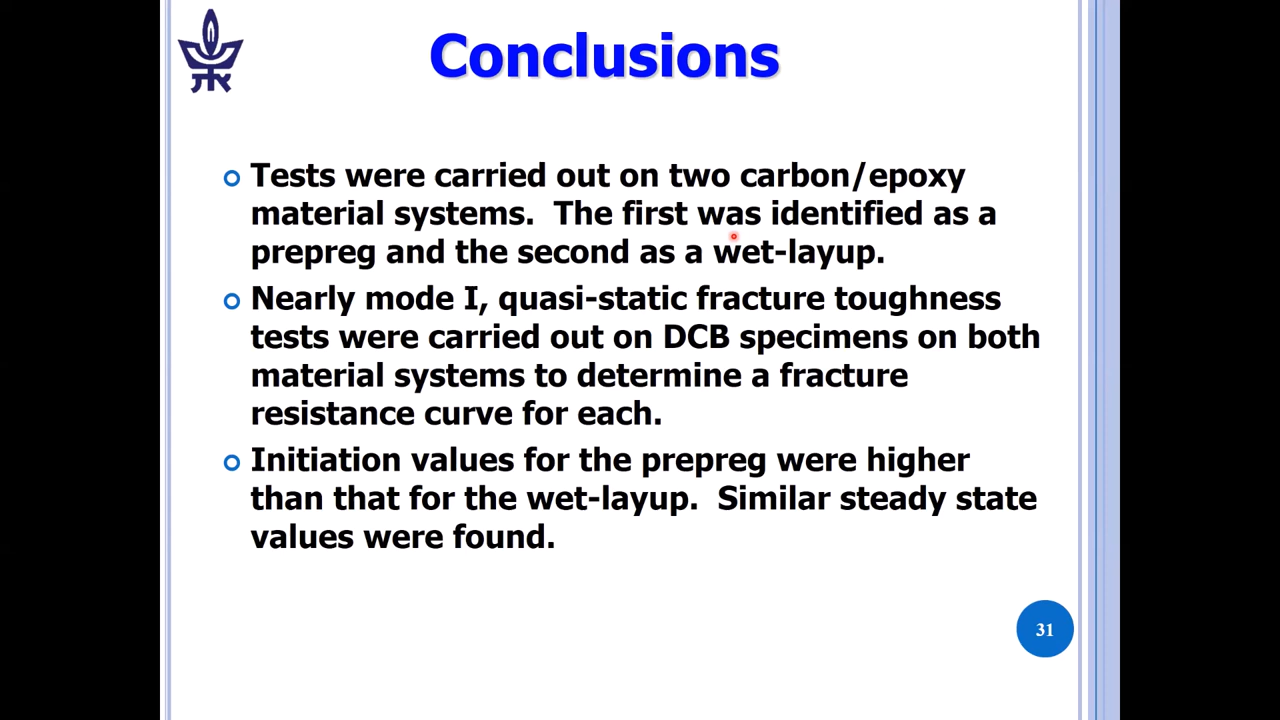 Conclusions
Tests were carried out on two carbon/epoxy
material systems. The first was identified as a
prepreg and the second as a wet-layup.
Nearly mode I, quasi-static fracture toughness
tests were carried out on DCB specimens on both
material systems to determine a fracture
resistance curve for each.
Initiation values for the prepreg were higher
than that for the wet-layup. Similar steady state
values were found.
31